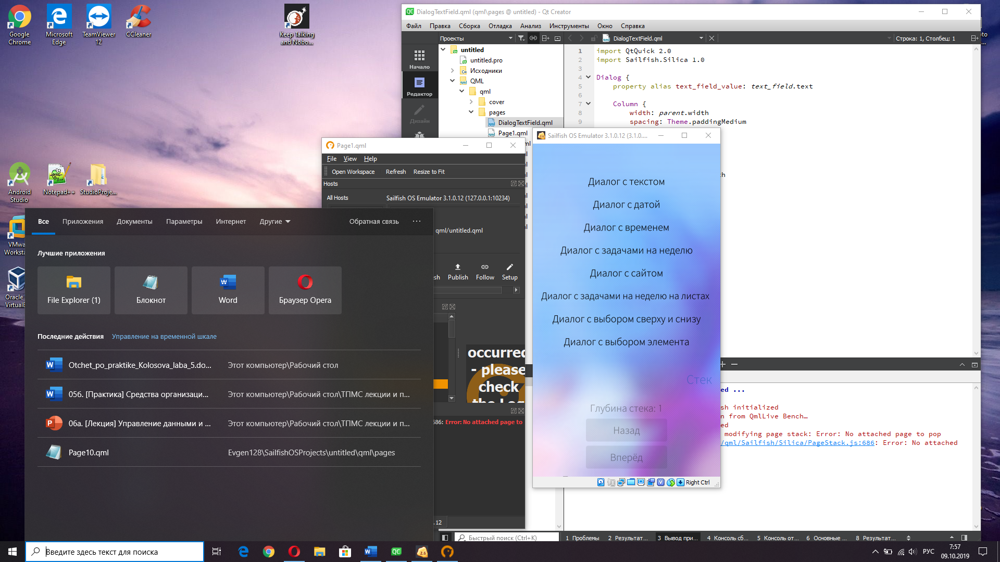 Google Chrome
Microsoft Edge
TeamViewer 12
CCleaner
Keep Talking and Nobo...
Android Studio
Notepad++
StudioProje...
VMwa
Workst
Oracle
VirtualB
DialogTextField.qml (qml\pages @ untitled) - Qt Creator
Файл Правка Сборка Отладка Анализ Инструменты Окно Справка
Проекты
DialogTextField.qml
Строка: 1, Столбец: 1
Начало
Редактор
Дизайн
untitled
untitled.pro
Исходники
QML
qml
cover
pages
DialogTextField.qml
Page1.qml
1 import QtQuick 2.0
2 import Sailfish.Silica 1.0
3
4 Dialog {
5 property alias text_field_value: text_field.text
6
7 Column {
8 width: parent.width
9 spacing: Theme.paddingMedium
Page1.qml
File View Help
Open Workspace Refresh Resize to Fit
Hosts
All Hosts
Sailfish OS Emulator 3.1.0.12 (127.0.0.1:10234)
qml/untitled.qml
sh Publish Follow Setup
occurred
- please
check
the Log
686: Error: No attached page to
.12
Sailfish OS Emulator 3.1.0.12 (3.1.0....
Диалог с текстом
Диалог с датой
Диалог с временем
Диалог с задачами на неделю
Диалог с сайтом
Диалог с задачами на неделю на листах
Диалог с выбором сверху и снизу
Диалог с выбором элемента
Стек
Глубина стека: 1
Назад
Вперёд
Right Ctrl
ed ...
sh initialized
n from QmlLive Bench…
ed
modifying page stack: Error: No attached page to pop
/qml/Sailfish/Silica/PageStack.js:686: Error: No attached
Быстрый поиск (Ctrl+K)
1 Проблемы 2 Результат... 3 Вывод при... 4 Консоль сб... 5 Консоль от... 6 Основные ... 8 Результат...
Все Приложения Документы Параметры Интернет Другие Обратная связь ...
Лучшие приложения
File Explorer (1)
Блокнот
Word
Браузер Opera
Последние действия Управление на временной шкале
Otchet_po_praktike_Kolosova_laba_5.do... Этот компьютер\Рабочий стол
05б. [Практика] Средства организаци... Этот компьютер\Рабочий стол\ТПМС лекции и п...
06а. [Лекция] Управление данными и ... Этот компьютер\Рабочий стол\ТПМС лекции и п...
Page10.qml Evgen128\SailfishOSProjects\untitled\qml\pages
Введите здесь текст для поиска
РУС
7:57
09.10.2019